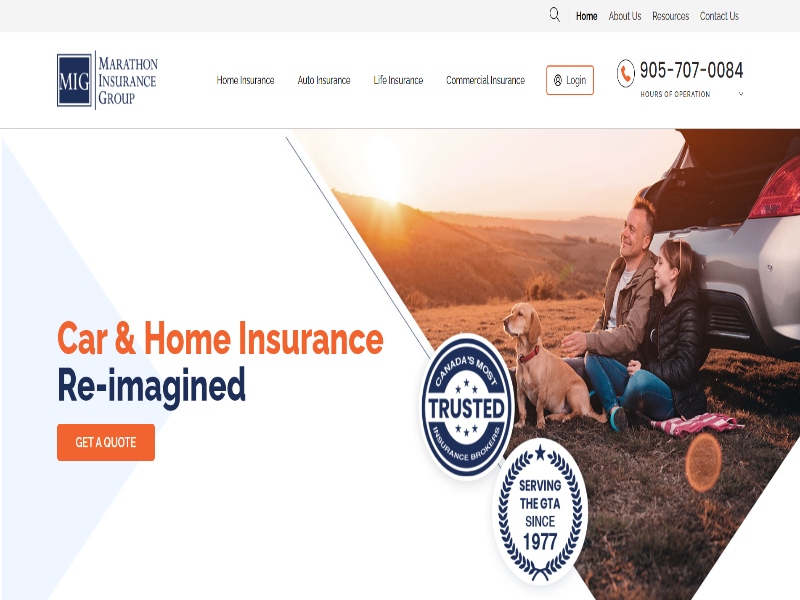 Home
About Us
Resources
Contact Us
MIG
MARATHON
INSURANCE
GROUP
Home Insurance
Auto Insurance
Life Insurance
Commercial Insurance
Login
905-707-0084
HOURS OF OPERATION
Car & Home Insurance
Re-imagined
GET A QUOTE
CANADA'S MOST
TRUSTED
INSURANCE BROKERS
SERVING
THE GTA
SINCE
1977